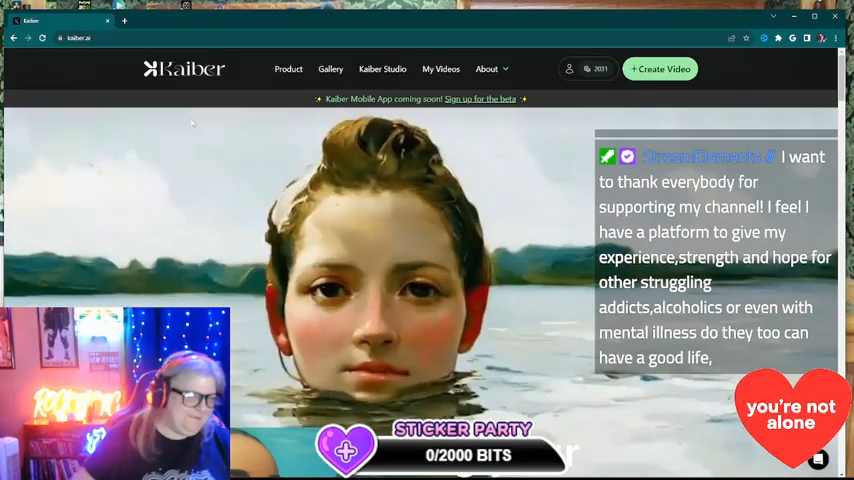 Kaiber
kaiber.ai
Kaiber
Product Gallery Kaiber Studio My Videos About 2031 +Create Video
✨ Kaiber Mobile App coming soon! Sign up for the beta ✨
StreamElements // I want
to thank everybody for
supporting my channel! I feel I
have a platform to give my
experience,strength and hope for
other struggling
addicts,alcoholics or even with
mental illness do they too can
have a good life,
you're not
alone
STICKER PARTY
0/2000 BITS